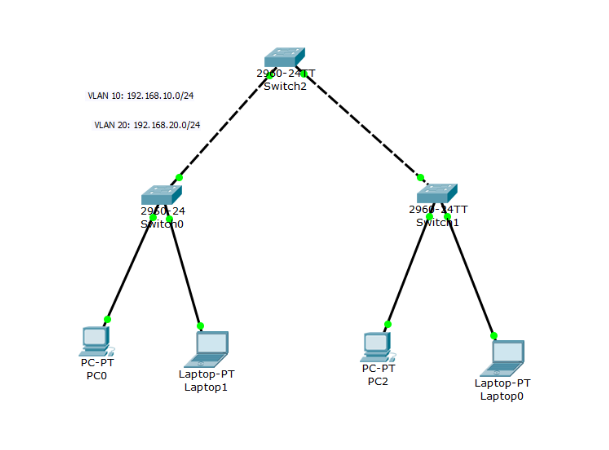 2960-24TT
Switch2
VLAN 10: 192.168.10.0/24
VLAN 20: 192.168.20.0/24
2960-24
Switch0
2960-24TT
Switch1
PC-PT
PC0
Laptop-PT
Laptop1
PC-PT
PC2
Laptop-PT
Laptop0